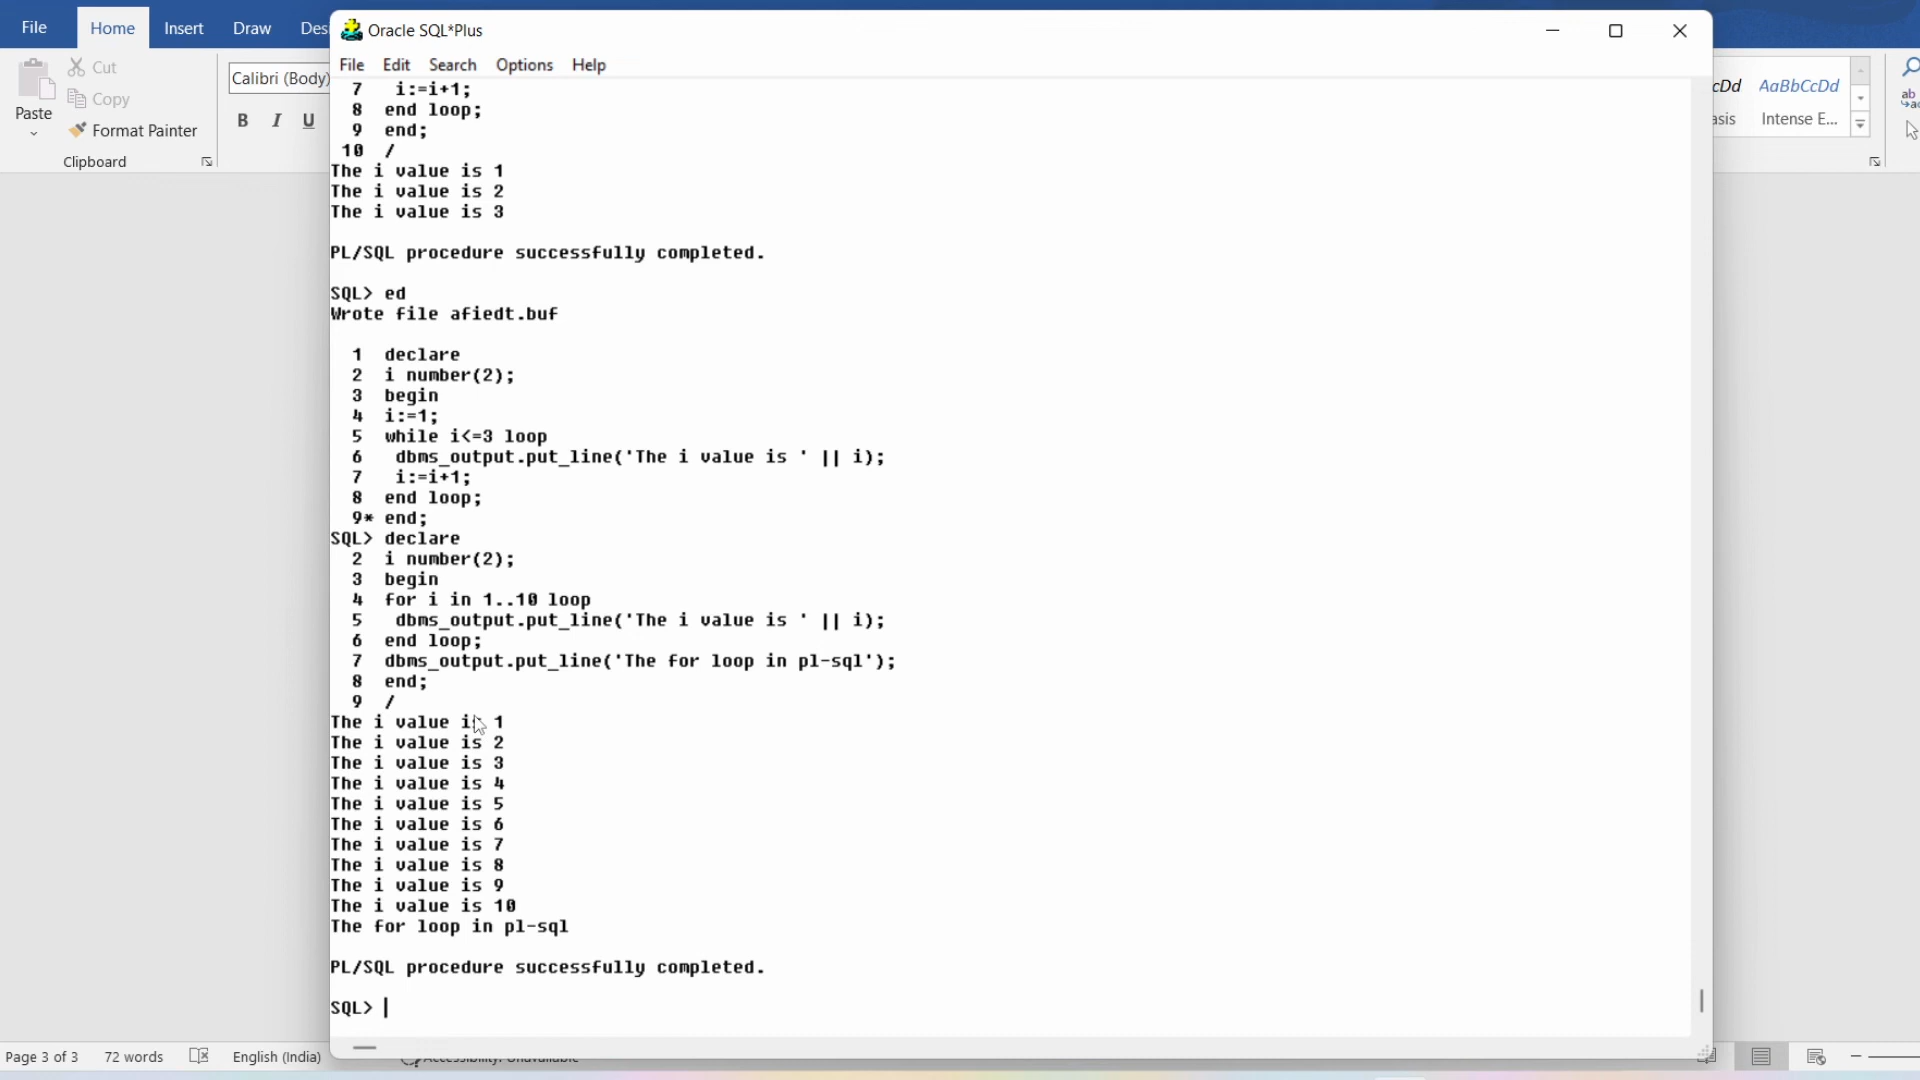 File Home Insert Draw Des
Cut
Copy
Paste
Format Painter
Clipboard
Calibri (Body)
B I U
Oracle SQL*Plus
File Edit Search Options Help
7 i:=i+1;
8 end loop;
9 end;
10 /
The i value is 1
The i value is 2
The i value is 3
PL/SQL procedure successfully completed.
SQL> ed
Wrote file afiedt.buf
1 declare
2 i number(2);
3 begin
4 i:=1;
5 while i<=3 loop
6 dbms_output.put_line('The i value is ' || i);
7 i:=i+1;
8 end loop;
9* end;
SQL> declare
2 i number(2);
3 begin
4 for i in 1..10 loop
5 dbms_output.put_line('The i value is ' || i);
6 end loop;
7 dbms_output.put_line('The for loop in pl-sql');
8 end;
9 /
The i value is 1
The i value is 2
The i value is 3
The i value is 4
The i value is 5
The i value is 6
The i value is 7
The i value is 8
The i value is 9
The i value is 10
The for loop in pl-sql
PL/SQL procedure successfully completed.
SQL>
cDd AaBbCcDd
asis Intense E...
Page 3 of 3 72 words English (India)